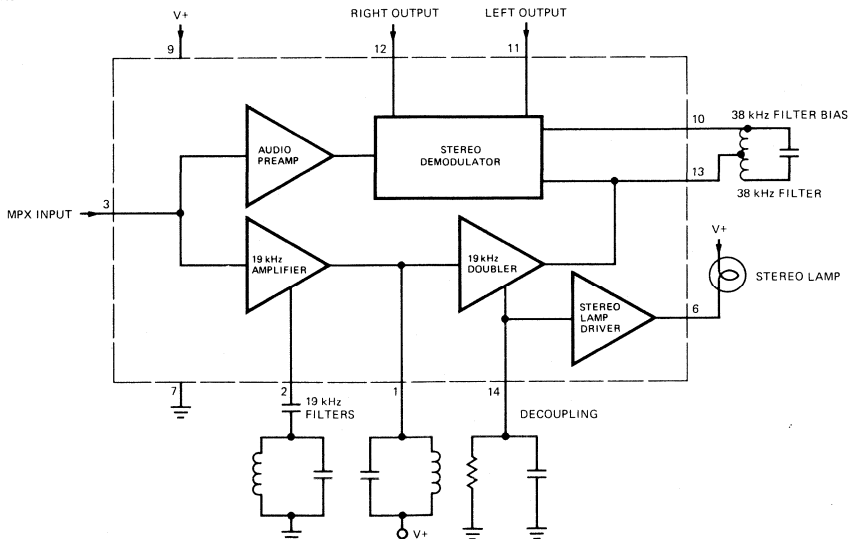 RIGHT OUTPUT
LEFT OUTPUT
V+
9
12
11
10
38 kHz FILTER BIAS
AUDIO
PREAMP
STEREO
DEMODULATOR
13
38 kHz FILTER
3
MPX INPUT
V+
19 kHz
AMPLIFIER
19 kHz
DOUBLER
STEREO LAMP
STEREO
LAMP
DRIVER
6
7
2
1
14
19 kHz
FILTERS
DECOUPLING
V+